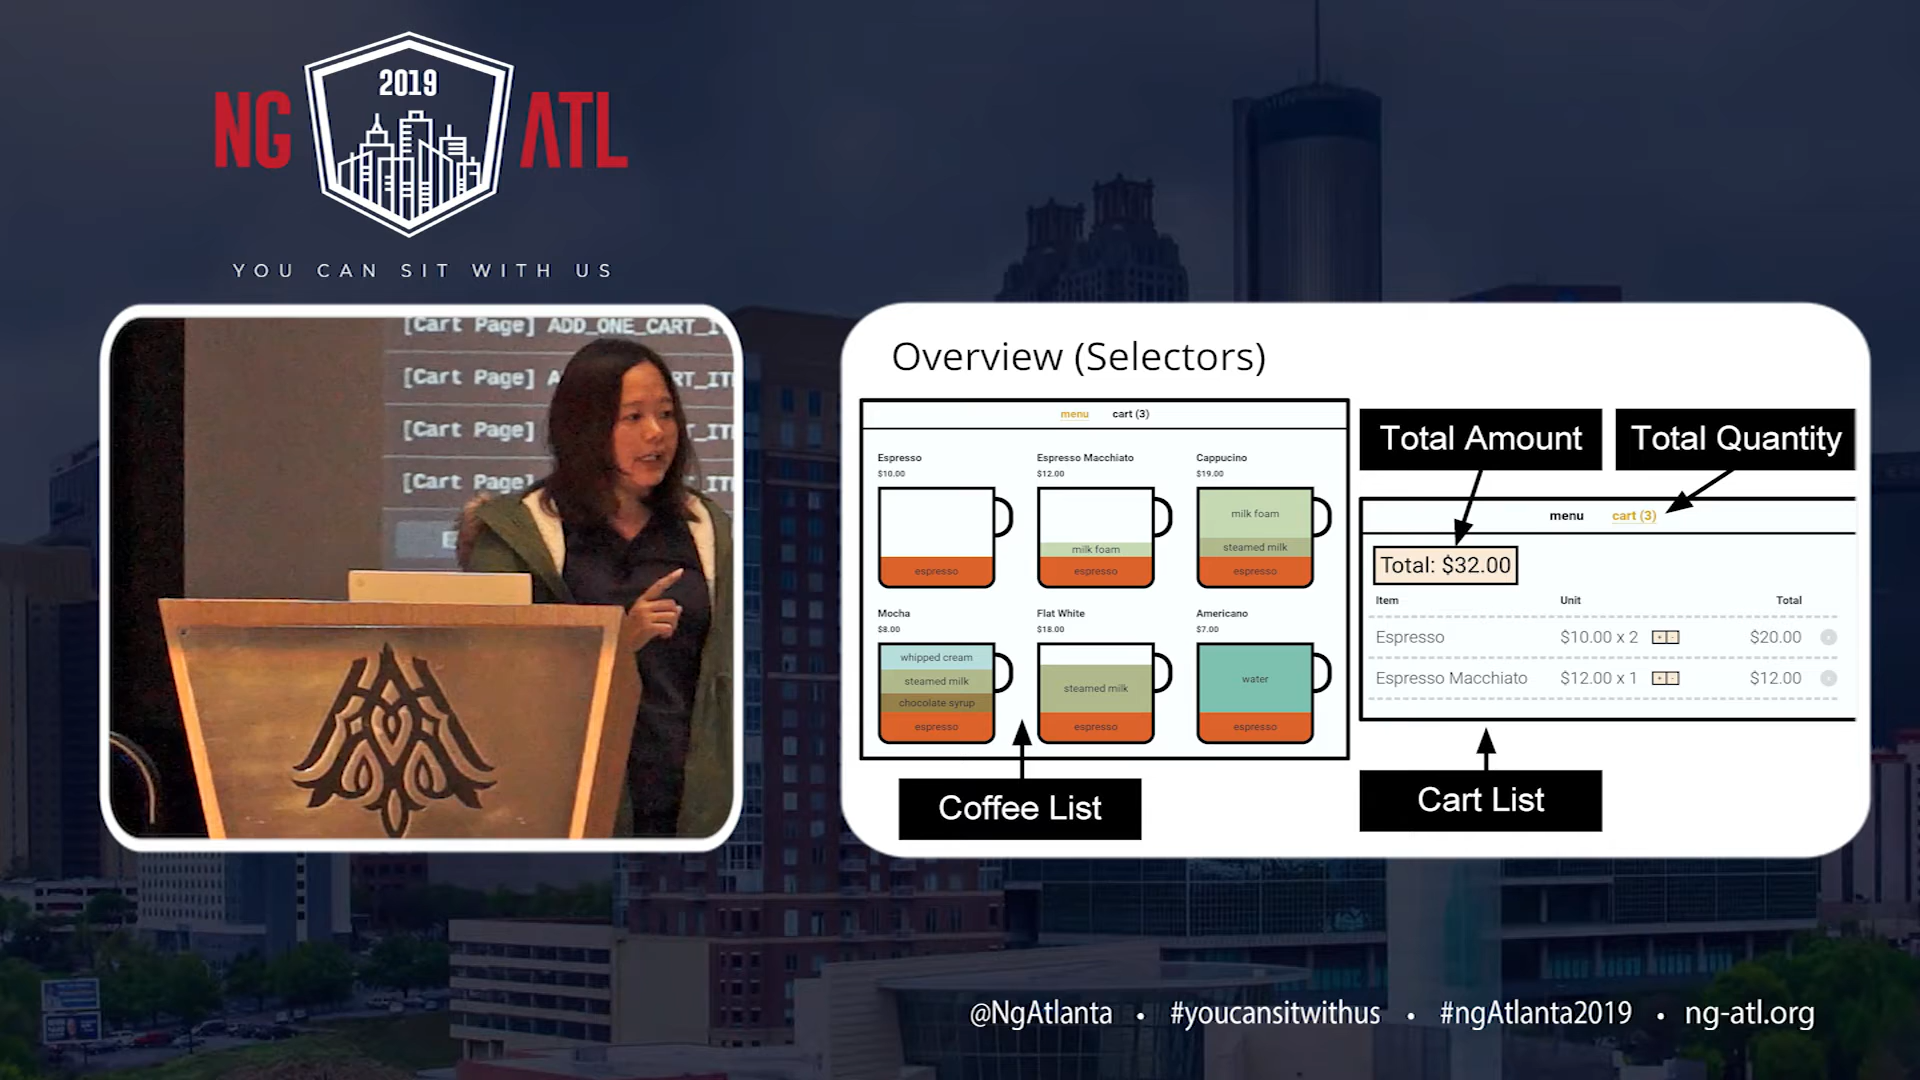 2019
NG ATL
YOU CAN SIT WITH US
[Cart Page] ADD_ONE_CART_I
[Cart Page] A RT_IT
[Cart Page] _IT
[Cart Page] _IT
E
Overview (Selectors)
menu cart (3)
Espresso
$10.00
espresso
Espresso Macchiato
$12.00
milk foam
espresso
Cappucino
$19.00
milk foam
steamed milk
espresso
Mocha
$8.00
whipped cream
steamed milk
chocolate syrup
espresso
Flat White
$18.00
steamed milk
espresso
Americano
$7.00
water
espresso
Coffee List
Total Amount
Total Quantity
menu cart (3)
Total: $32.00
Item Unit Total
Espresso $10.00 x 2 + - $20.00
Espresso Macchiato $12.00 x 1 + - $12.00
Cart List
@NgAtlanta • #youcansitwithus • #ngAtlanta2019 • ng-atl.org